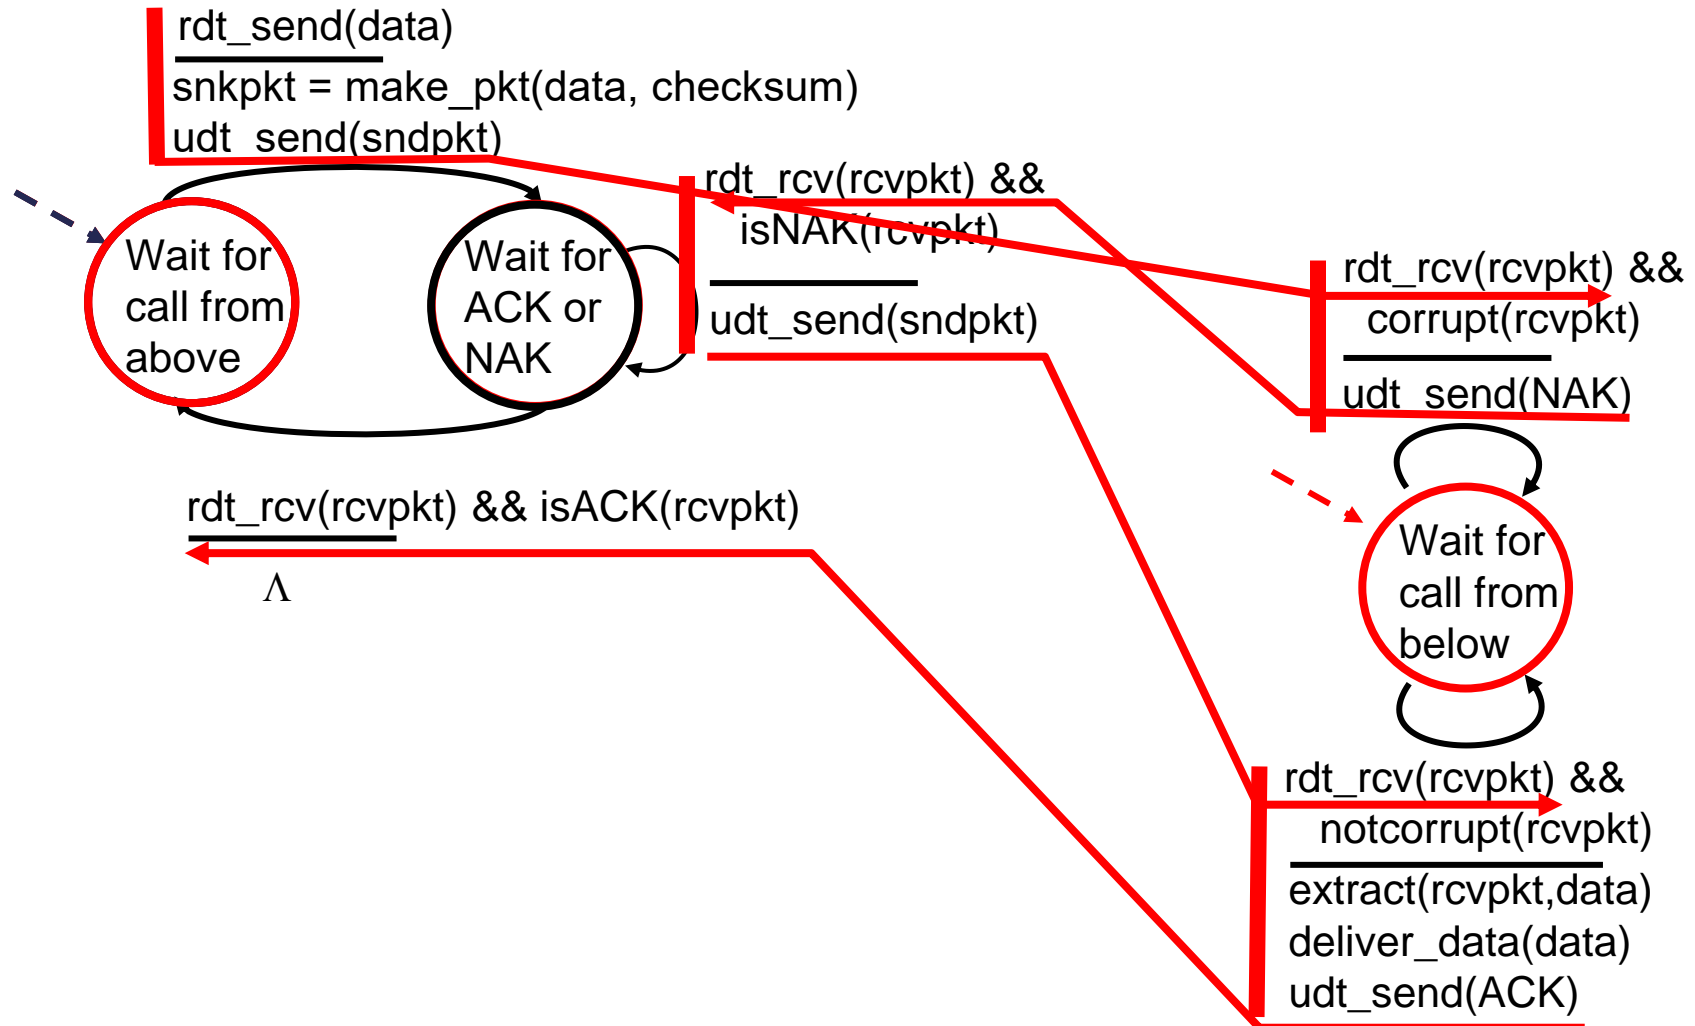 rdt_send(data)
snkpkt = make_pkt(data, checksum)
udt_send(sndpkt)
rdt_rcv(rcvpkt) &&
isNAK(rcvpkt)
udt_send(sndpkt)
Wait for
call from
above
Wait for
ACK or
NAK
rdt_rcv(rcvpkt) &&
corrupt(rcvpkt)
udt_send(NAK)
rdt_rcv(rcvpkt) && isACK(rcvpkt)
Λ
Wait for
call from
below
rdt_rcv(rcvpkt) &&
notcorrupt(rcvpkt)
extract(rcvpkt,data)
deliver_data(data)
udt_send(ACK)